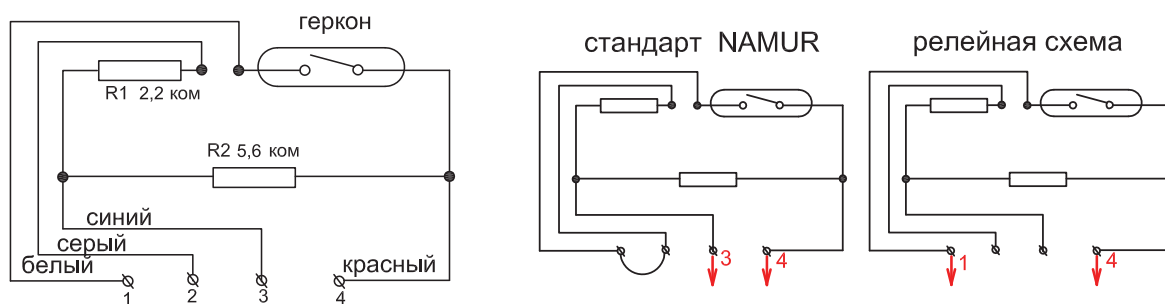 геркон
R1 2,2 ком
R2 5,6 ком
синий
серый
белый
красный
1
2
3
4
стандарт NAMUR
3
4
релейная схема
1
4